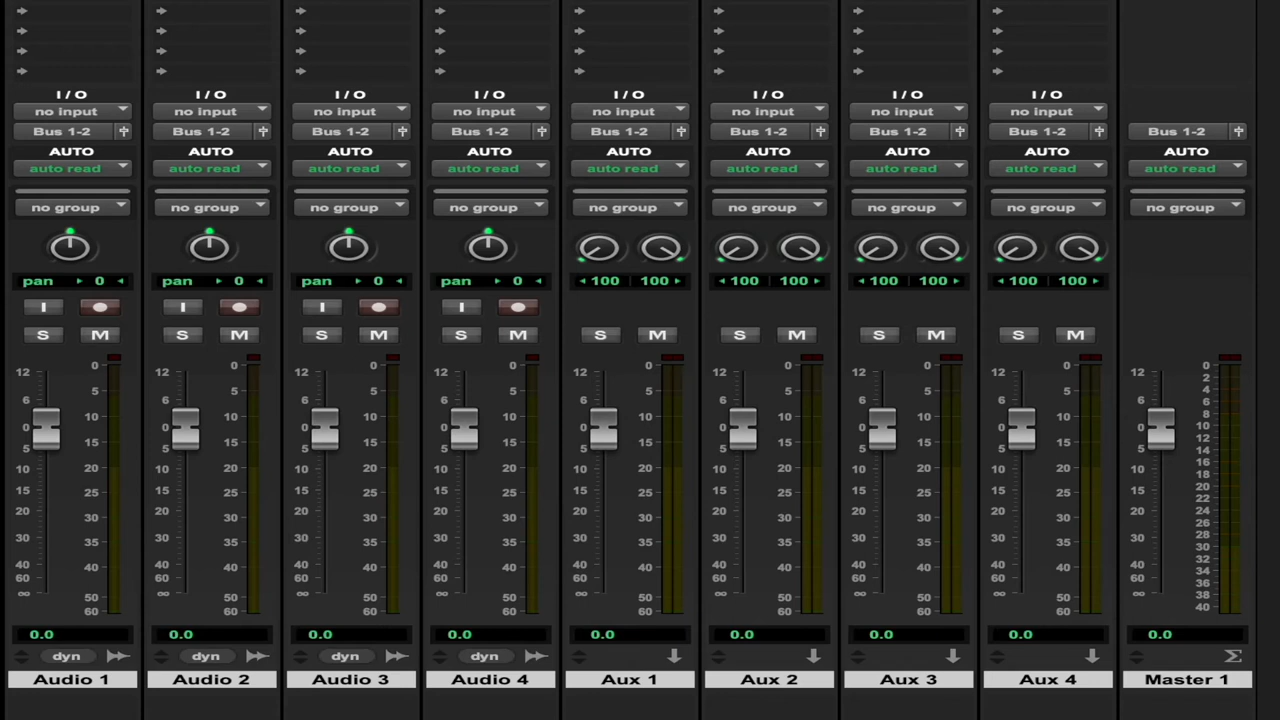 I / O I / O I / O I / O I / O I / O I / O I / O
no input no input no input no input no input no input no input no input
Bus 1-2 Bus 1-2 Bus 1-2 Bus 1-2 Bus 1-2 Bus 1-2 Bus 1-2 Bus 1-2 Bus 1-2
AUTO AUTO AUTO AUTO AUTO AUTO AUTO AUTO AUTO
auto read auto read auto read auto read auto read auto read auto read auto read auto read
no group no group no group no group no group no group no group no group no group
pan 0 pan 0 pan 0 pan 0 100 100 100 100 100 100 100 100
I I I I
S M S M S M S M S M S M S M S M
0 0 0 0 0 0 0 0 0
12 12 12 12 12 12 12 12 12 2
5 5 5 5 5 5 5 5 4
6 6 6 6 6 6 6 6 6 6
10 10 10 10 10 10 10 10 8
0 0 0 0 0 0 0 0 0 10
15 15 15 15 15 15 15 15 12
5 5 5 5 5 5 5 5 5 14
10 20 10 20 10 20 10 20 10 20 10 20 10 20 10 20 10 16
18
15 25 15 25 15 25 15 25 15 25 15 25 15 25 15 25 15 20
22
20 30 20 30 20 30 20 30 20 30 20 30 20 30 20 30 20 24
26
30 35 30 35 30 35 30 35 30 35 30 35 30 35 30 35 30 28
30
40 40 40 40 40 40 40 40 40 40 40 40 40 40 40 40 40 32
60 60 60 60 60 60 60 60 60 34
36
∞ 50 ∞ 50 ∞ 50 ∞ 50 ∞ 50 ∞ 50 ∞ 50 ∞ 50 ∞ 38
60 60 60 60 60 60 60 60 40
0.0 0.0 0.0 0.0 0.0 0.0 0.0 0.0 0.0
dyn dyn dyn dyn Σ
Audio 1 Audio 2 Audio 3 Audio 4 Aux 1 Aux 2 Aux 3 Aux 4 Master 1